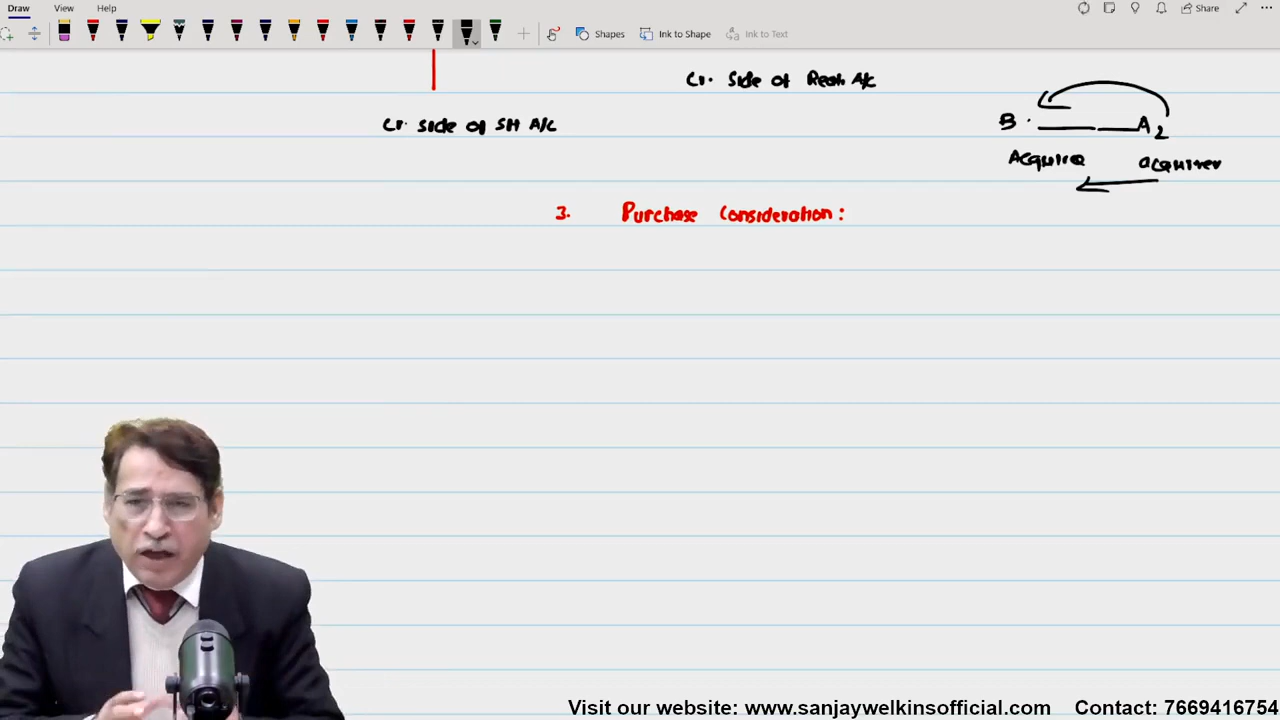 Draw View Help Share
Shapes Ink to Shape Ink to Text
Cr. Side of Realn A/c
Cr. Side of SH A/C
B. A2
Acquiree acquirer
3. Purchase Consideration:
Visit our website: www.sanjaywelkinsofficial.com Contact: 7669416754